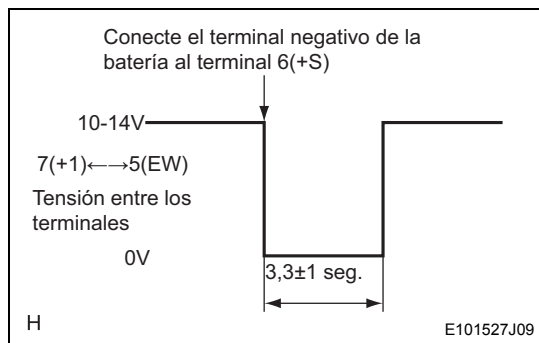 Conecte el terminal negativo de la
batería al terminal 6(+S)
10-14V
7(+1)←→5(EW)
Tensión entre los
terminales
0V
3,3±1 seg.
H
E101527J09